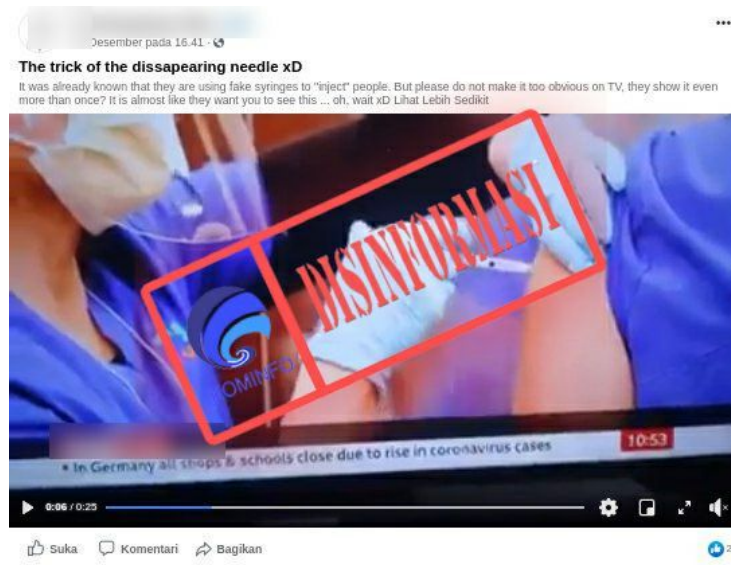 Desember pada 16.41 ·
The trick of the dissapearing needle xD
It was already known that they are using fake syringes to "inject" people. But please do not make it too obvious on TV, they show it even
more than once? It is almost like they want you to see this ... oh, wait xD Lihat Lebih Sedikit
DISINFORMASI
KOMINFO
10:53
• In Germany all shops & schools close due to rise in coronavirus cases
0:06 / 0:25
Suka Komentari Bagikan
2